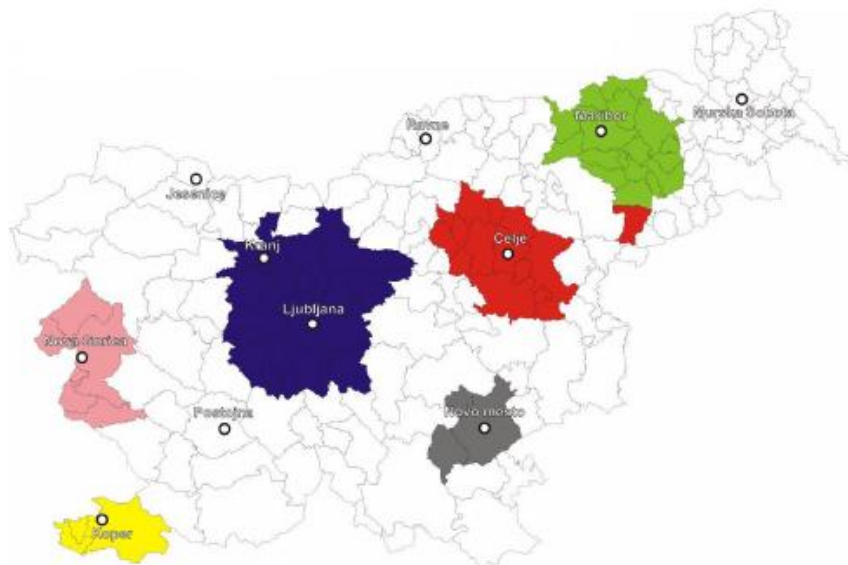 Murska Sobota
Maribor
Ravne
Jesenice
Kranj
Celje
Ljubljana
Nova Gorica
Postojna
Novo mesto
Koper